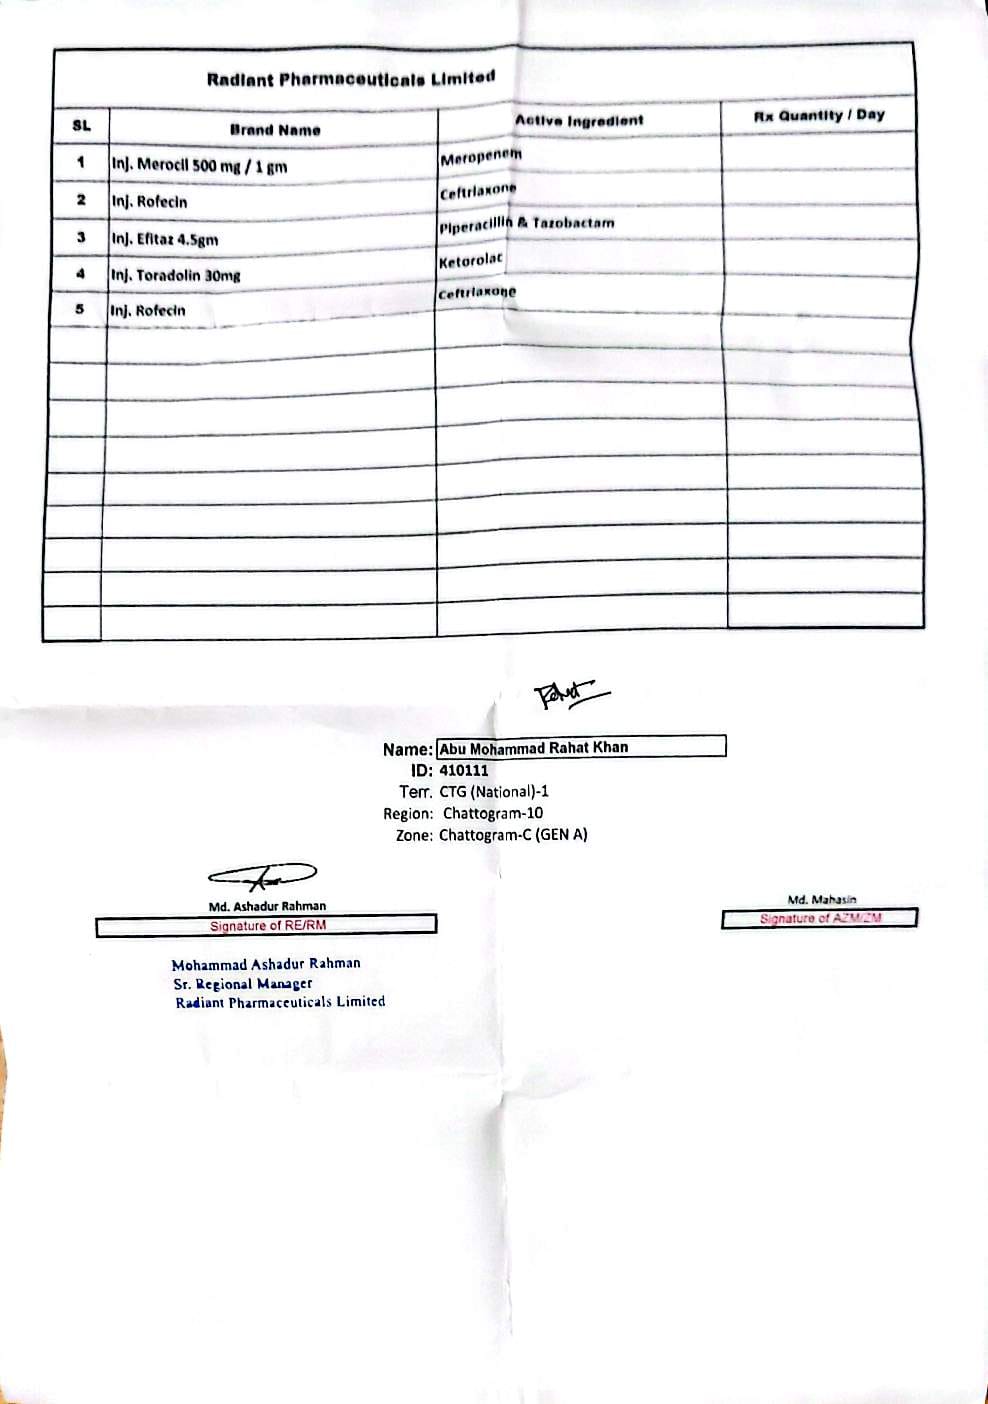 Radiant Pharmaceuticals Limited
SL Brand Name Active Ingredient Rx Quantity / Day
1 Inj. Merocil 500 mg / 1 gm Meropenem
2 Inj. Rofecin Ceftriaxone
3 Inj. Efitaz 4.5gm Piperacillin & Tazobactam
4 Inj. Toradolin 30mg Ketorolac
5 Inj. Rofecin Ceftriaxone
Rahat
Name: Abu Mohammad Rahat Khan
ID: 410111
Terr. CTG (National)-1
Region: Chattogram-10
Zone: Chattogram-C (GEN A)
Md. Ashadur Rahman
Signature of RE/RM
Md. Mahasin
Signature of AZM/ZM
Mohammad Ashadur Rahman
Sr. Regional Manager
Radiant Pharmaceuticals Limited